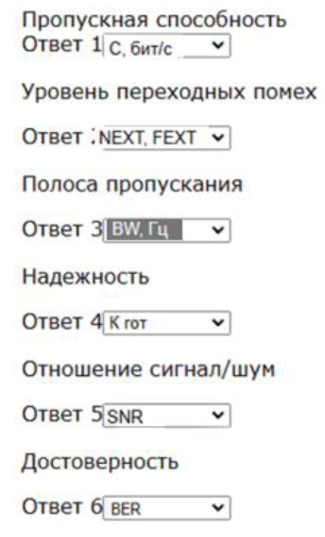 Пропускная способность
Ответ 1 C, бит/с
Уровень переходных помех
Ответ NEXT, FEXT
Полоса пропускания
Ответ 3 BW, Гц
Надежность
Ответ 4 К гот
Отношение сигнал/шум
Ответ 5 SNR
Достоверность
Ответ 6 BER